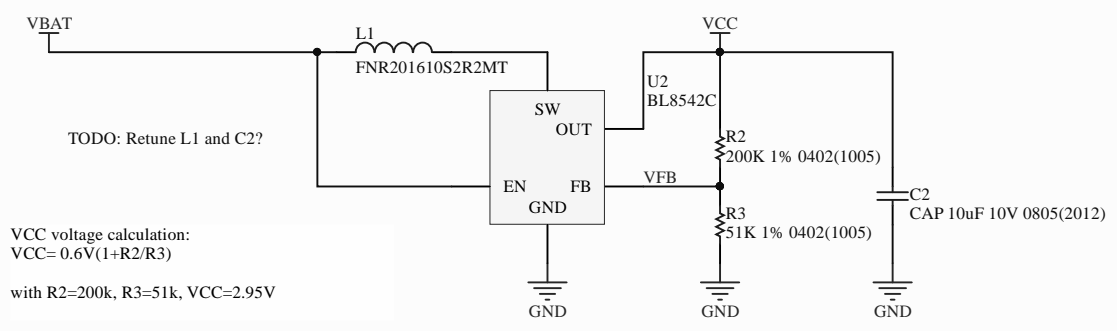 VBAT
L1
FNR201610S2R2MT
VCC
U2
BL8542C
SW
OUT
TODO: Retune L1 and C2?
R2
200K 1% 0402(1005)
EN
FB
VFB
GND
C2
CAP 10uF 10V 0805(2012)
R3
51K 1% 0402(1005)
VCC voltage calculation:
VCC= 0.6V(1+R2/R3)
with R2=200k, R3=51k, VCC=2.95V
GND
GND
GND